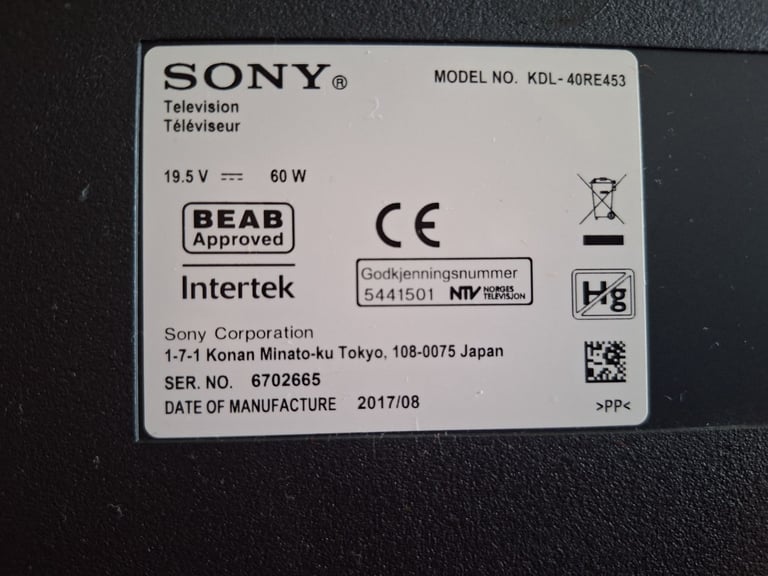 SONY®
MODEL NO. KDL-40RE453
Television
Téléviseur
19.5 V ⎓ 60 W
BEAB
Approved
CE
Intertek
Godkjenningsnummer
5441501 NTV NORGES TELEVISJON
Hg
Sony Corporation
1-7-1 Konan Minato-ku Tokyo, 108-0075 Japan
SER. NO. 6702665
DATE OF MANUFACTURE 2017/08
>PP<